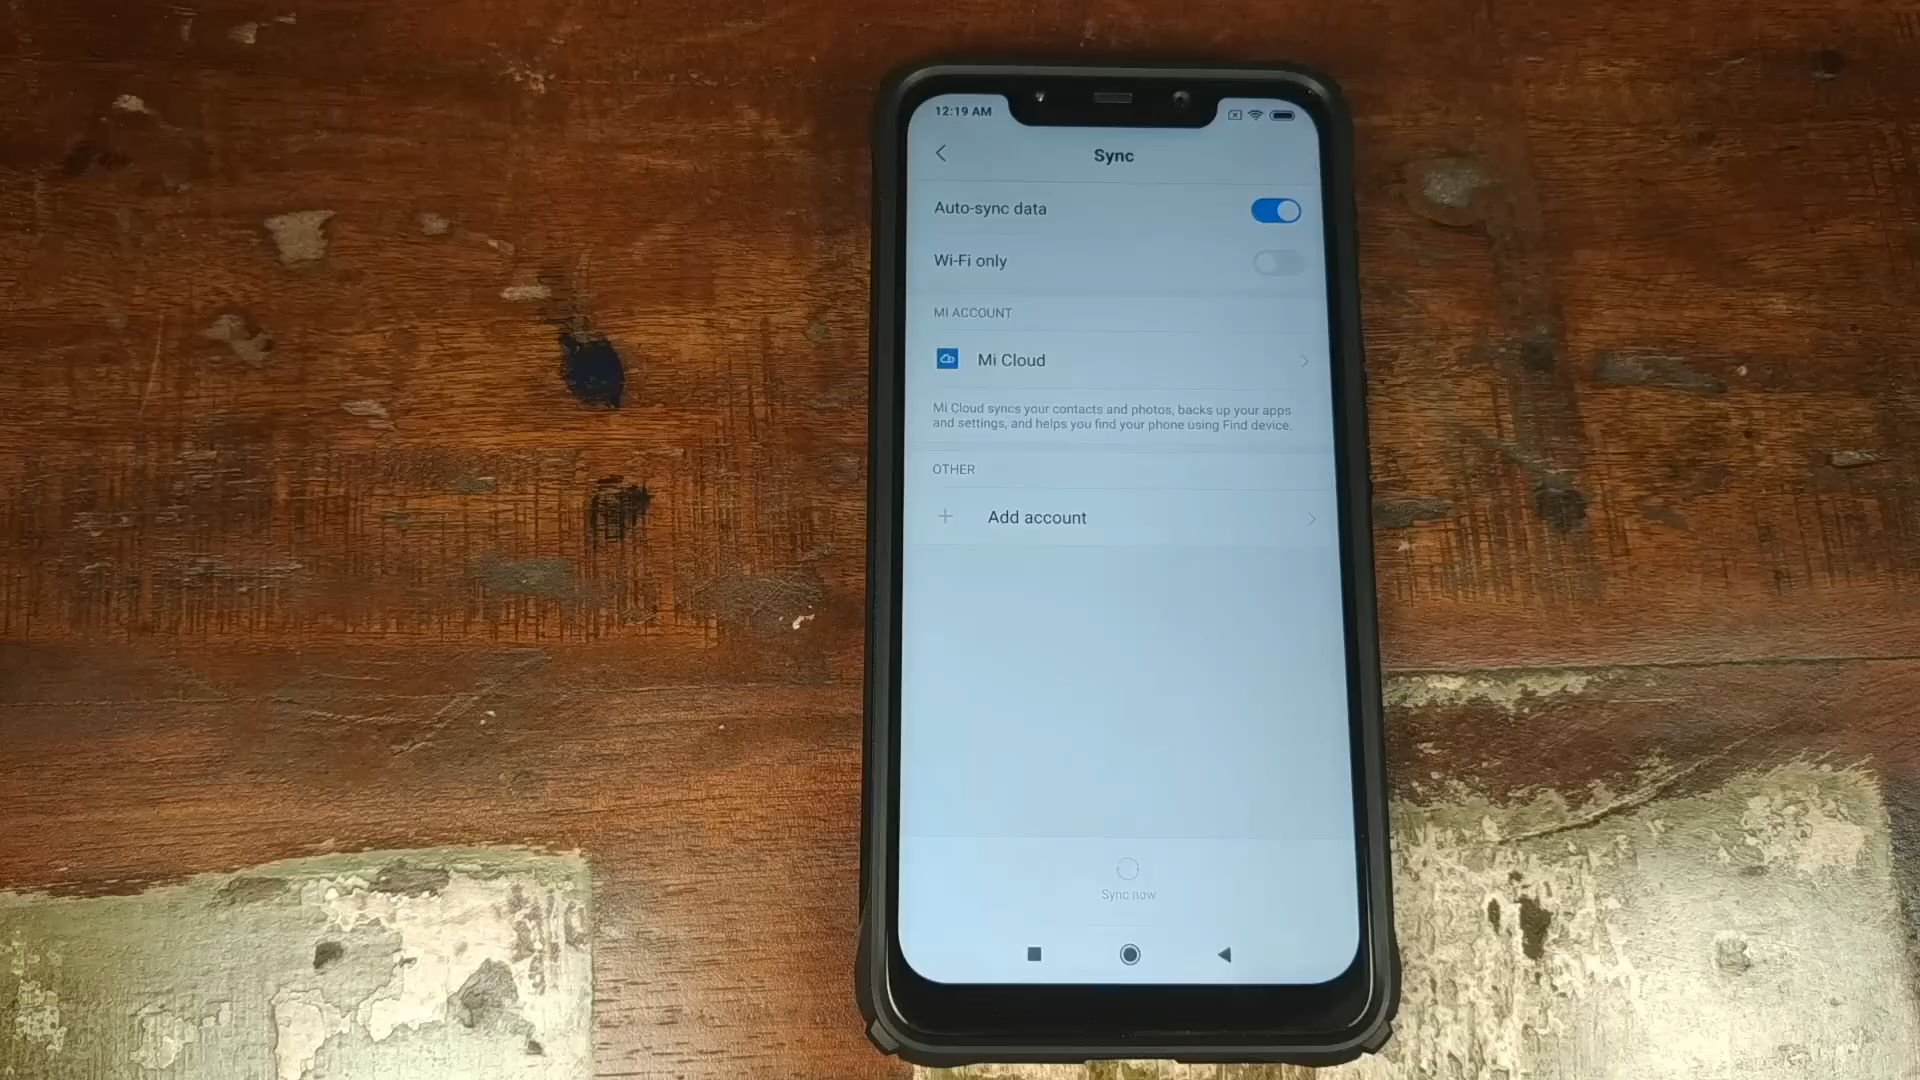 12:19 AM
Sync
Auto-sync data
Wi-Fi only
MI ACCOUNT
Mi Cloud
Mi Cloud syncs your contacts and photos, backs up your apps
and settings, and helps you find your phone using Find device.
OTHER
Add account
Sync now